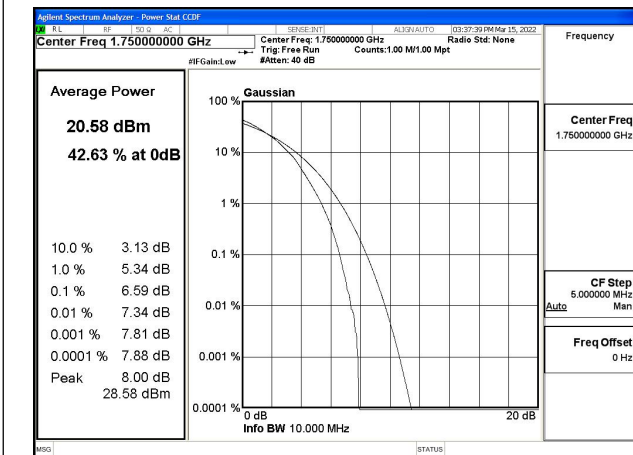 Agilent Spectrum Analyzer - Power Stat CCDF
RL RF 50 Ω AC SENSE:INT ALIGN AUTO 03:37:39 PM Mar 15, 2022
Center Freq 1.750000000 GHz
Center Freq: 1.750000000 GHz Radio Std: None
Trig: Free Run Counts:1.00 M/1.00 Mpt
#IFGain:Low #Atten: 40 dB
Frequency
Average Power
20.58 dBm
42.63 % at 0dB
10.0 % 3.13 dB
1.0 % 5.34 dB
0.1 % 6.59 dB
0.01 % 7.34 dB
0.001 % 7.81 dB
0.0001 % 7.88 dB
Peak 8.00 dB
28.58 dBm
Gaussian
100 %
10 %
1 %
0.1 %
0.01 %
0.001 %
0.0001 %
0 dB 20 dB
Info BW 10.000 MHz
Center Freq
1.750000000 GHz
CF Step
5.000000 MHz
Auto Man
Freq Offset
0 Hz
MSG STATUS